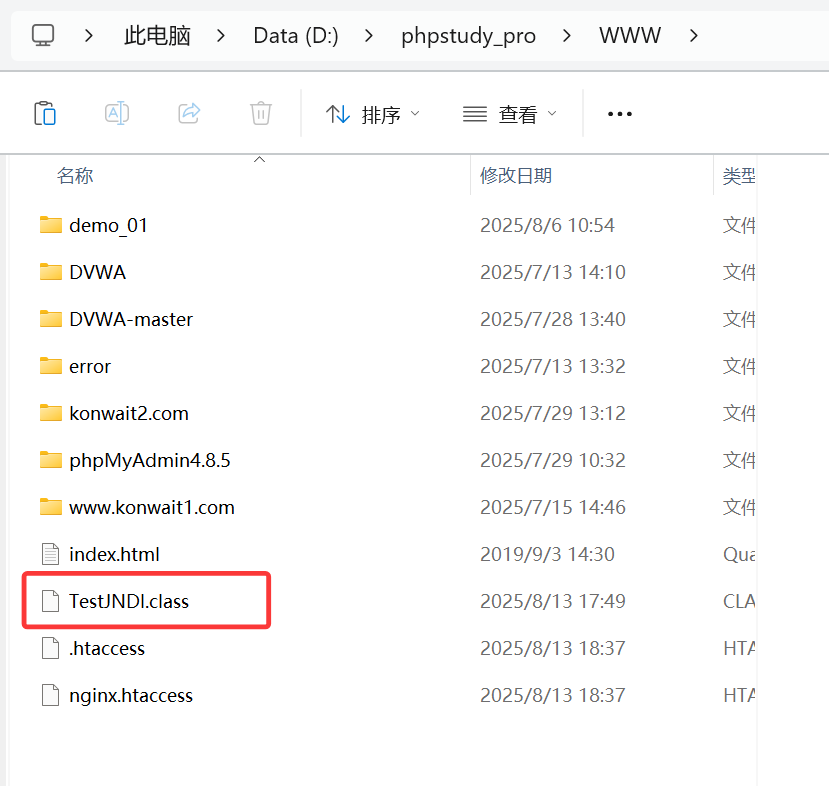 此电脑 Data (D:) phpstudy_pro WWW
排序 查看
名称 修改日期 类型
demo_01 2025/8/6 10:54 文件
DVWA 2025/7/13 14:10 文件
DVWA-master 2025/7/28 13:40 文件
error 2025/7/13 13:32 文件
konwait2.com 2025/7/29 13:12 文件
phpMyAdmin4.8.5 2025/7/29 10:32 文件
www.konwait1.com 2025/7/15 14:46 文件
index.html 2019/9/3 14:30 Qua
TestJNDI.class 2025/8/13 17:49 CLA
.htaccess 2025/8/13 18:37 HTA
nginx.htaccess 2025/8/13 18:37 HTA